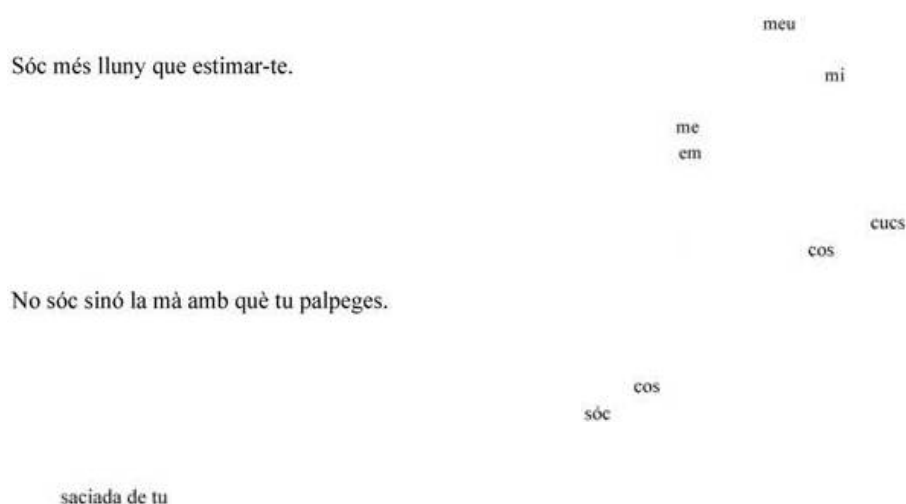 meu
Sóc més lluny que estimar-te.
mi
me
em
cucs
cos
No sóc sinó la mà amb què tu palpeges.
cos
sóc
saciada de tu